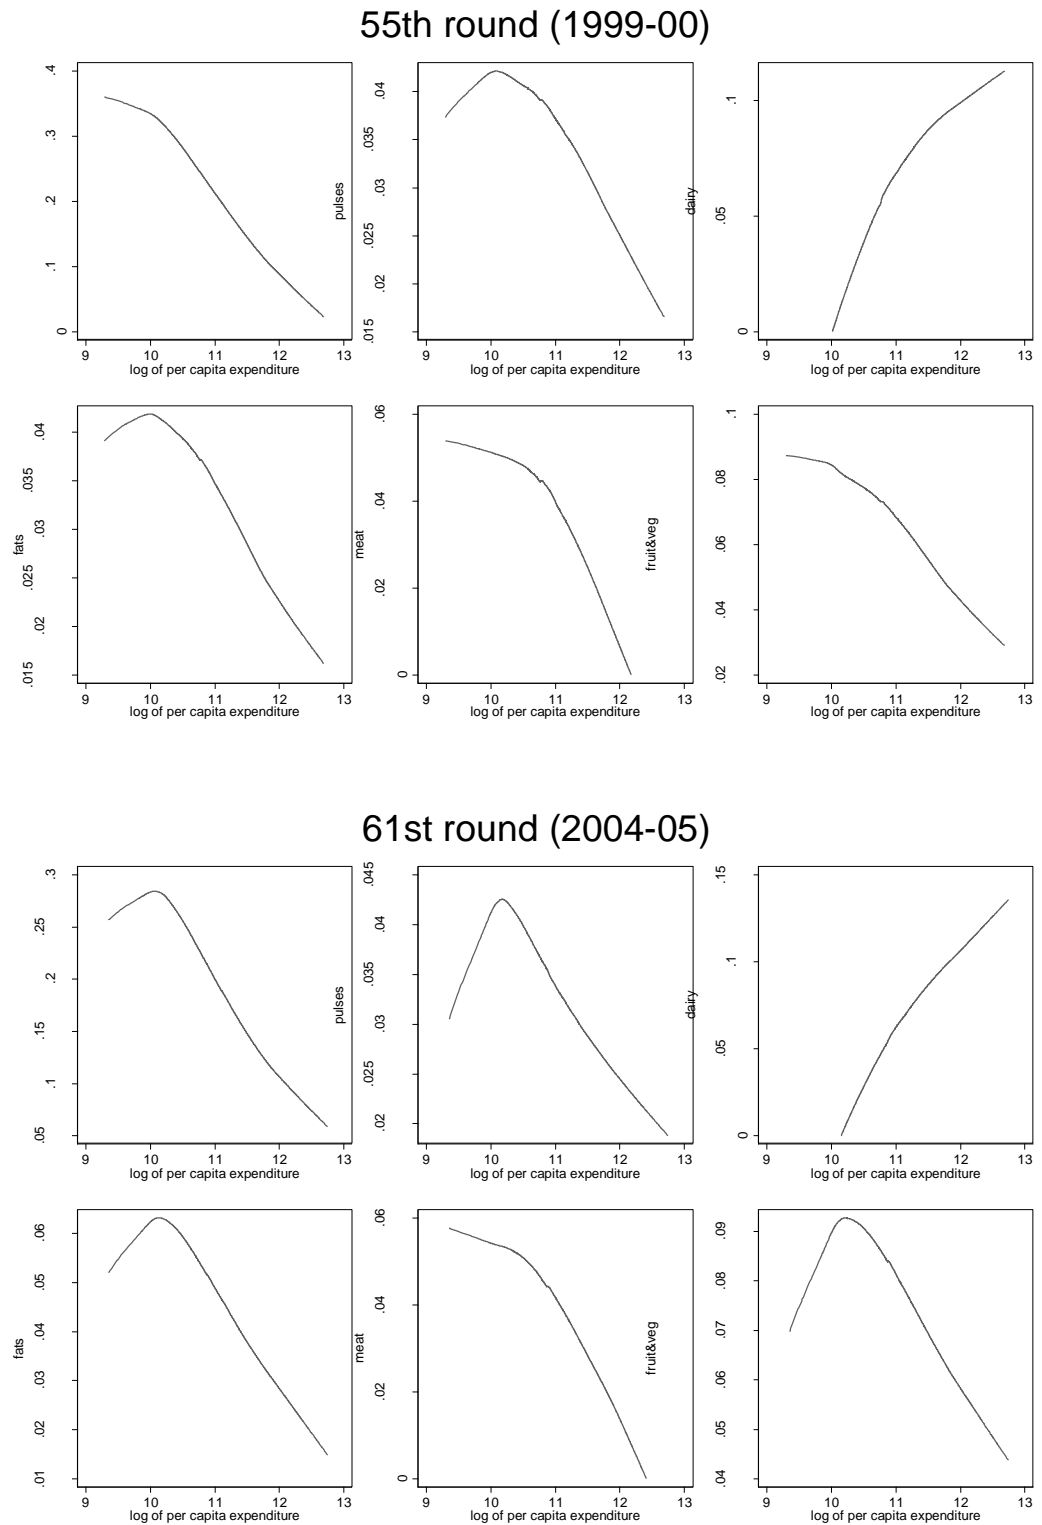 55th round (1999-00)
.4
.3
.2
.1
0
9 10 11 12 13
log of per capita expenditure
pulses
.04
.035
.03
.025
.02
.015
9 10 11 12 13
log of per capita expenditure
dairy
.1
.05
0
9 10 11 12 13
log of per capita expenditure
fats
.04
.035
.03
.025
.02
.015
9 10 11 12 13
log of per capita expenditure
meat
.06
.04
.02
0
9 10 11 12 13
log of per capita expenditure
fruit&veg
.1
.08
.06
.04
.02
9 10 11 12 13
log of per capita expenditure
61st round (2004-05)
.3
.25
.2
.15
.1
.05
9 10 11 12 13
log of per capita expenditure
pulses
.045
.04
.035
.03
.025
.02
9 10 11 12 13
log of per capita expenditure
dairy
.15
.1
.05
0
9 10 11 12 13
log of per capita expenditure
fats
.06
.05
.04
.03
.02
.01
9 10 11 12 13
log of per capita expenditure
meat
.06
.04
.02
0
9 10 11 12 13
log of per capita expenditure
fruit&veg
.09
.08
.07
.06
.05
.04
9 10 11 12 13
log of per capita expenditure